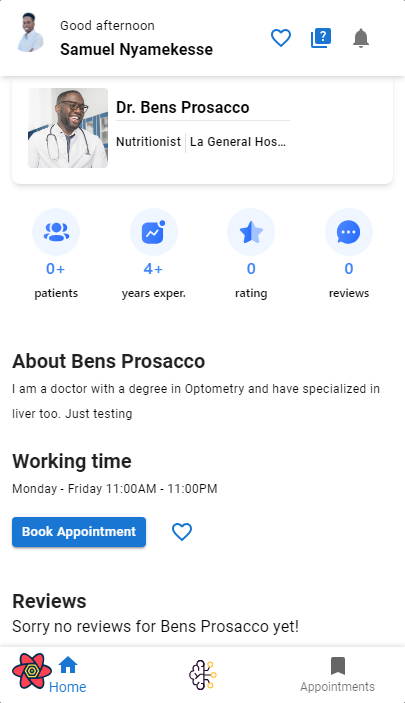 Good afternoon
Samuel Nyamekesse
Dr. Bens Prosacco
Nutritionist La General Hos...
0+ 4+ 0 0
patients years exper. rating reviews
About Bens Prosacco
I am a doctor with a degree in Optometry and have specialized in
liver too. Just testing
Working time
Monday - Friday 11:00AM - 11:00PM
Book Appointment
Reviews
Sorry no reviews for Bens Prosacco yet!
Home Appointments